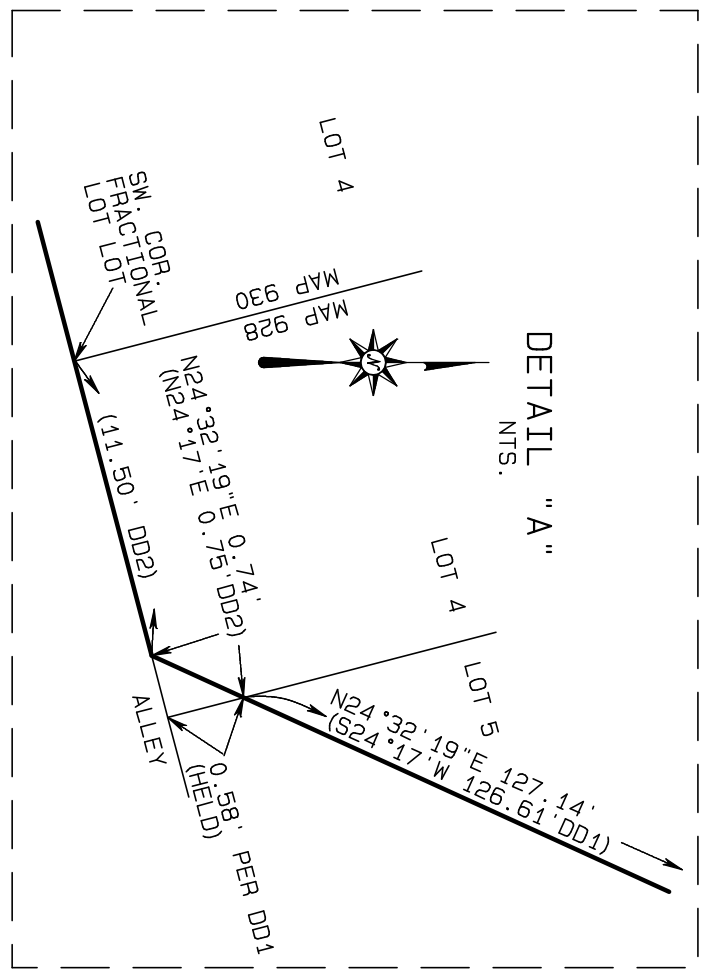 DETAIL "A"
NTS.
LOT 4
MAP 930
MAP 928
SW. COR.
FRACTIONAL
LOT LOT
N
LOT 4
LOT 5
N24°32'19"E 0.74'
(N24°17'E 0.75'DD2)
(11.50' DD2)
N24°32'19"E 127.14'
(S24°17'W 126.61'DD1)
ALLEY
0.58' PER DD1
(HELD)